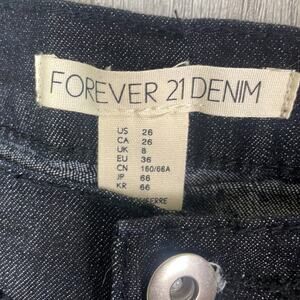 FOREVER 21 DENIM
US 26
CA 26
UK 8
EU 36
CN 160/66A
JP 66
KR 66